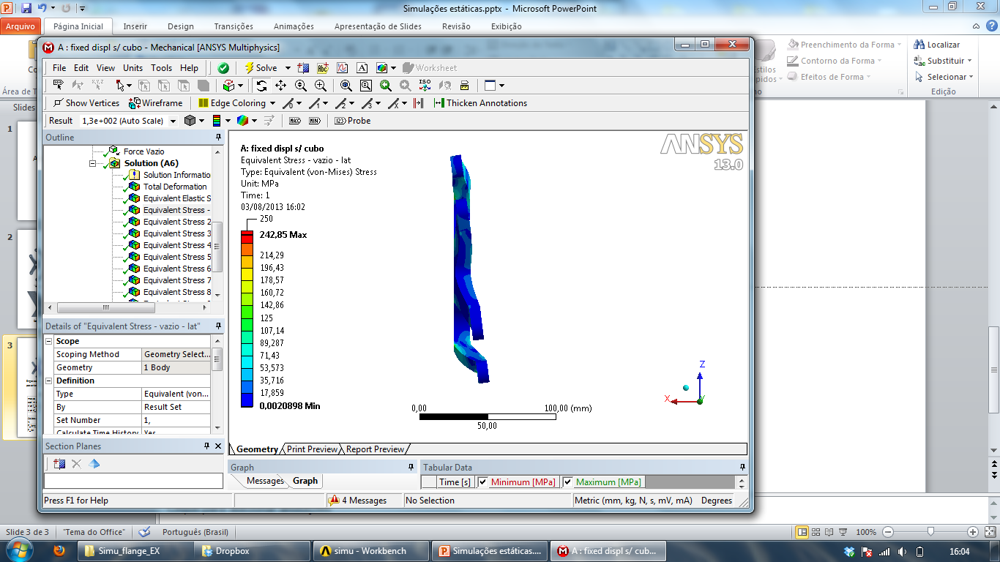 Simulações estáticas.pptx - Microsoft PowerPoint
Arquivo Página Inicial Inserir Design Transições Animações Apresentação de Slides Revisão Exibição
Preenchimento da Forma
Contorno da Forma
Efeitos de Forma
Localizar
Substituir
Selecionar
Edição
Área de T
Slides
1
2
3
A : fixed displ s/ cubo - Mechanical [ANSYS Multiphysics]
File Edit View Units Tools Help Solve Worksheet
Show Vertices Wireframe Edge Coloring Thicken Annotations
Result 1,3e+002 (Auto Scale) MAX MIN Probe
Outline
Force Vazio
Solution (A6)
Solution Informatio
Total Deformation
Equivalent Elastic S
Equivalent Stress -
Equivalent Stress 2
Equivalent Stress 3
Equivalent Stress 4
Equivalent Stress 5
Equivalent Stress 6
Equivalent Stress 7
Equivalent Stress 8
Details of "Equivalent Stress - vazio - lat"
Scope
Scoping Method Geometry Select...
Geometry 1 Body
Definition
Type Equivalent (von-...
By Result Set
Set Number 1,
Calculate Time History Yes
Section Planes
A: fixed displ s/ cubo
Equivalent Stress - vazio - lat
Type: Equivalent (von-Mises) Stress
Unit: MPa
Time: 1
03/08/2013 16:02
250
242,85 Max
214,29
196,43
178,57
160,72
142,86
125
107,14
89,287
71,43
53,573
35,716
17,859
0,0020898 Min
ANSYS
13.0
0,00 100,00 (mm)
50,00
Z
X
Y
Geometry Print Preview Report Preview
Graph
Messages Graph
Tabular Data
Time [s] Minimum [MPa] Maximum [MPa]
Press F1 for Help 4 Messages No Selection Metric (mm, kg, N, s, mV, mA) Degrees
Slide 3 de 3 "Tema do Office" Português (Brasil) 100%
Simu_flange_EX Dropbox simu - Workbench Simulações estáticas.... A : fixed displ s/ cub... 16:04